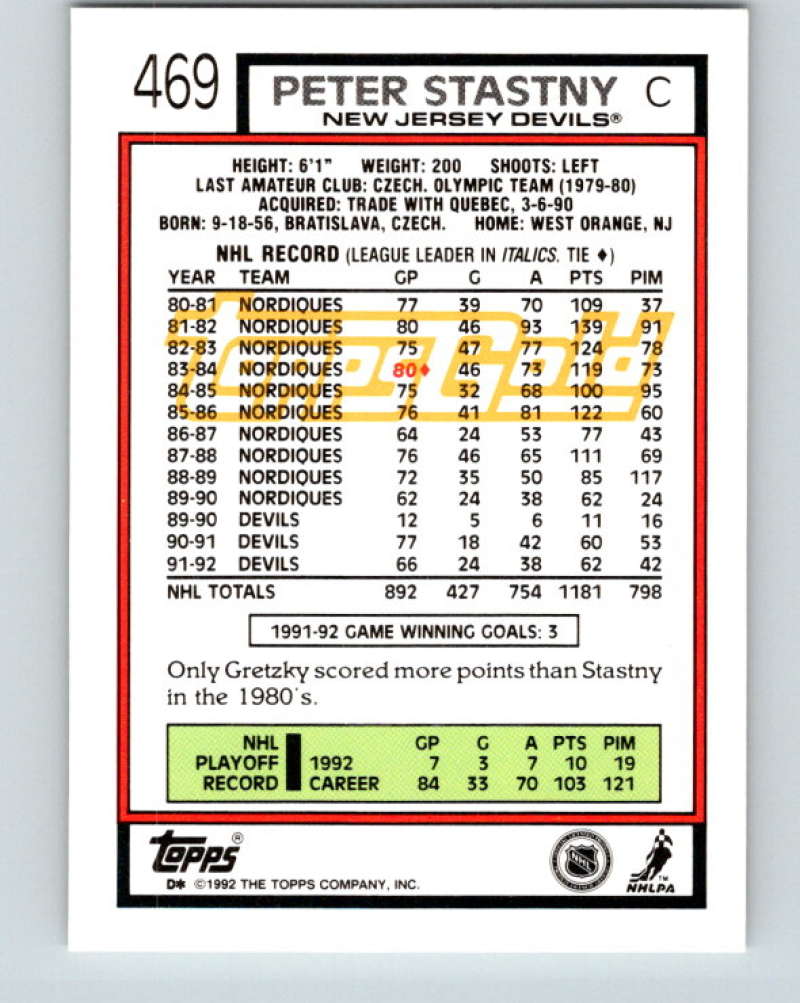 469 PETER STASTNY C
NEW JERSEY DEVILS®
HEIGHT: 6'1" WEIGHT: 200 SHOOTS: LEFT
LAST AMATEUR CLUB: CZECH. OLYMPIC TEAM (1979-80)
ACQUIRED: TRADE WITH QUEBEC, 3-6-90
BORN: 9-18-56, BRATISLAVA, CZECH. HOME: WEST ORANGE, NJ
NHL RECORD (LEAGUE LEADER IN ITALICS. TIE ♦)
YEAR TEAM GP G A PTS PIM
80-81 NORDIQUES 77 39 70 109 37
81-82 NORDIQUES 80 46 93 139 91
82-83 NORDIQUES 75 47 77 124 78
83-84 NORDIQUES 80♦ 46 73 119 73
84-85 NORDIQUES 75 32 68 100 95
85-86 NORDIQUES 76 41 81 122 60
86-87 NORDIQUES 64 24 53 77 43
87-88 NORDIQUES 76 46 65 111 69
88-89 NORDIQUES 72 35 50 85 117
89-90 NORDIQUES 62 24 38 62 24
89-90 DEVILS 12 5 6 11 16
90-91 DEVILS 77 18 42 60 53
91-92 DEVILS 66 24 38 62 42
NHL TOTALS 892 427 754 1181 798
topps Gold
1991-92 GAME WINNING GOALS: 3
Only Gretzky scored more points than Stastny
in the 1980's.
NHL GP G A PTS PIM
PLAYOFF 1992 7 3 7 10 19
RECORD CAREER 84 33 70 103 121
topps®
NHL
NHLPA™
D* ©1992 THE TOPPS COMPANY, INC.